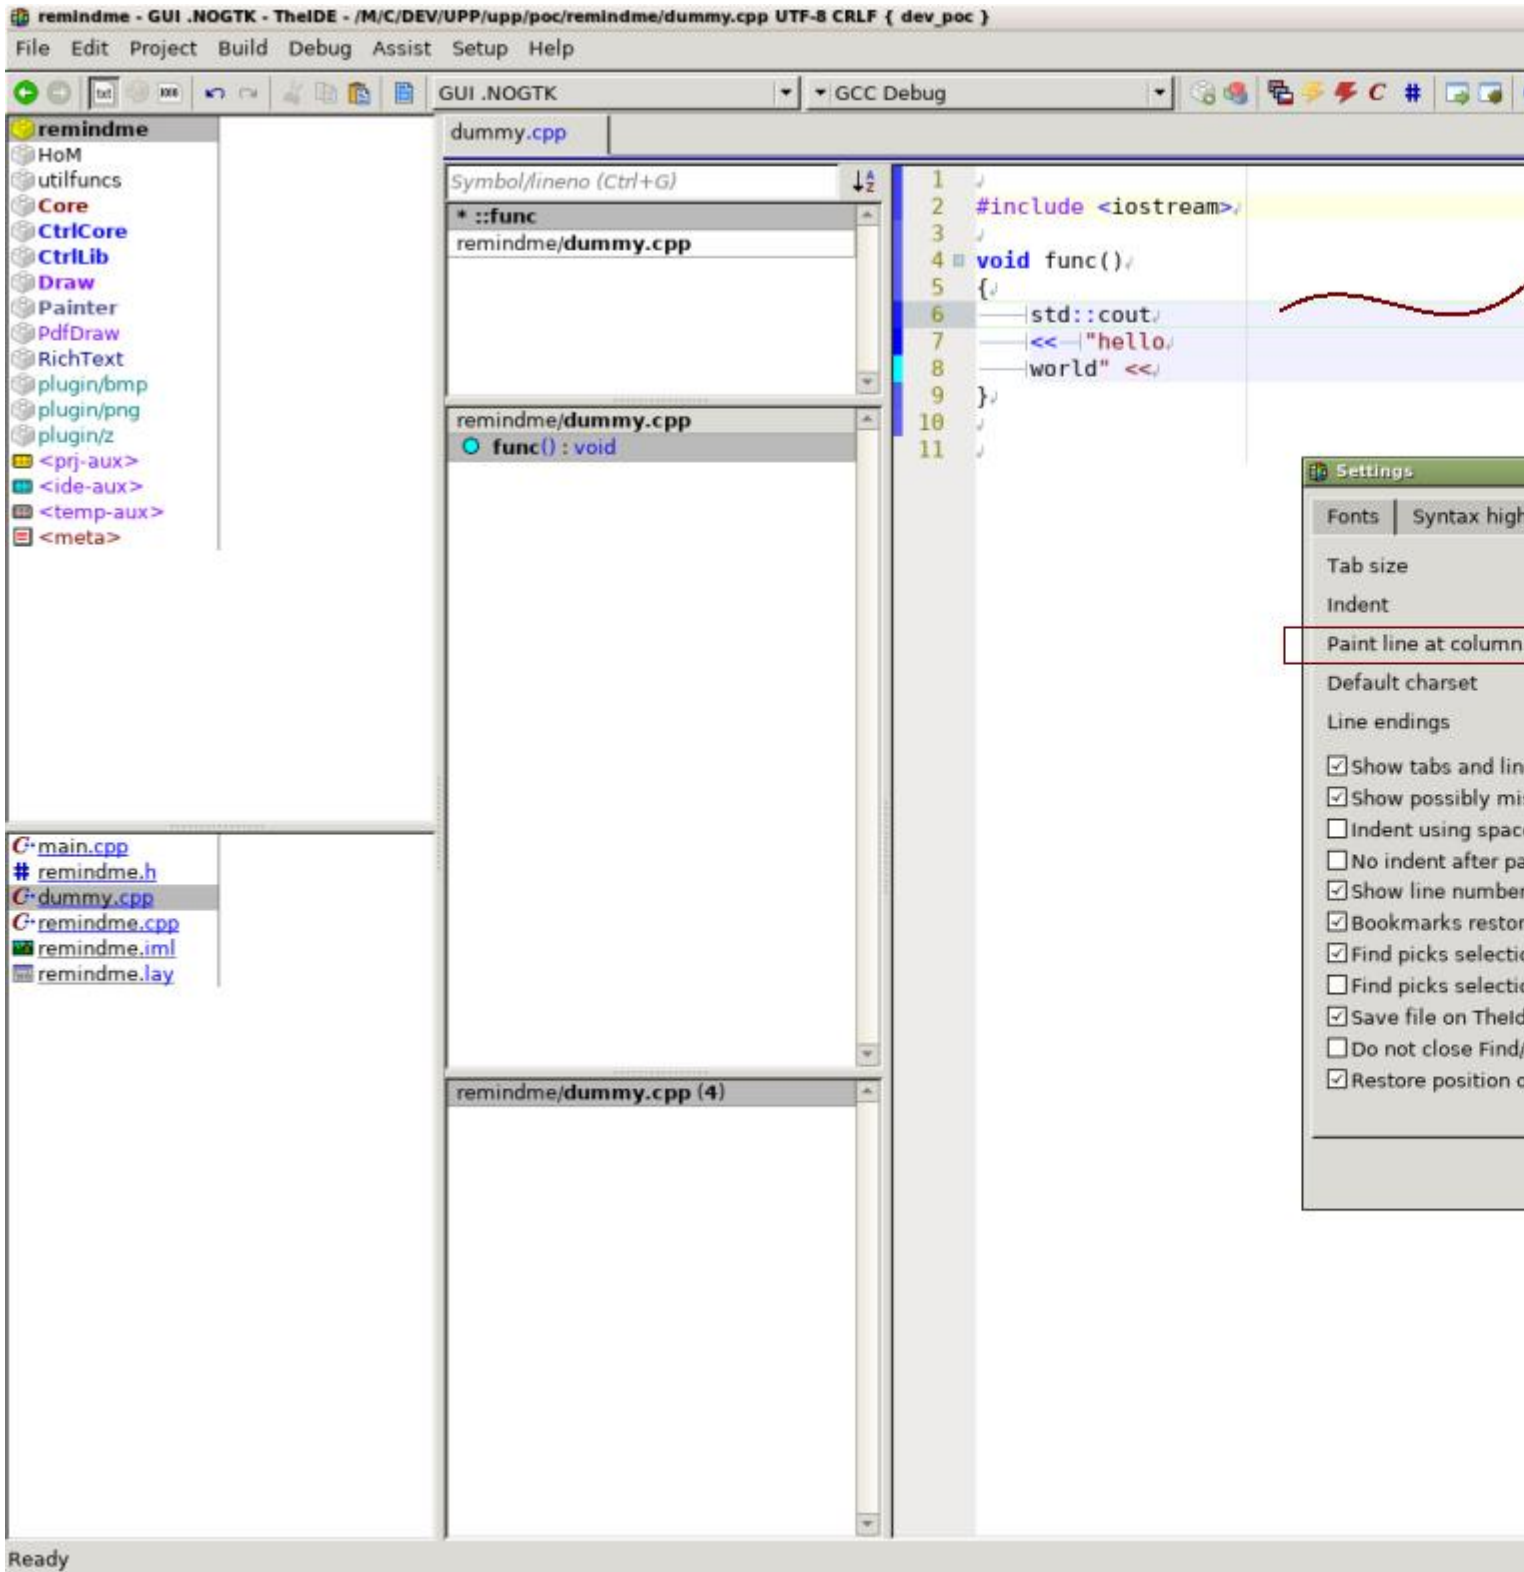 remindme - GUI .NOGTK - TheIDE - /M/C/DEV/UPP/upp/poc/remindme/dummy.cpp UTF-8 CRLF { dev_poc }
File Edit Project Build Debug Assist Setup Help
GUI .NOGTK
GCC Debug
remindme
HoM
utilfuncs
Core
CtrlCore
CtrlLib
Draw
Painter
PdfDraw
RichText
plugin/bmp
plugin/png
plugin/z
<prj-aux>
<ide-aux>
<temp-aux>
<meta>
main.cpp
remindme.h
dummy.cpp
remindme.cpp
remindme.iml
remindme.lay
dummy.cpp
Symbol/lineno (Ctrl+G)
* ::func
remindme/dummy.cpp
remindme/dummy.cpp
func() : void
remindme/dummy.cpp (4)
1
2 #include <iostream>
3
4 void func()
5 {
6 std::cout
7 << "hello
8 world" <<
9 }
10
11
Settings
Fonts Syntax high
Tab size
Indent
Paint line at column
Default charset
Line endings
Show tabs and lin
Show possibly mis
Indent using spac
No indent after pa
Show line number
Bookmarks restor
Find picks selectio
Find picks selectio
Save file on TheId
Do not close Find/
Restore position o
Ready